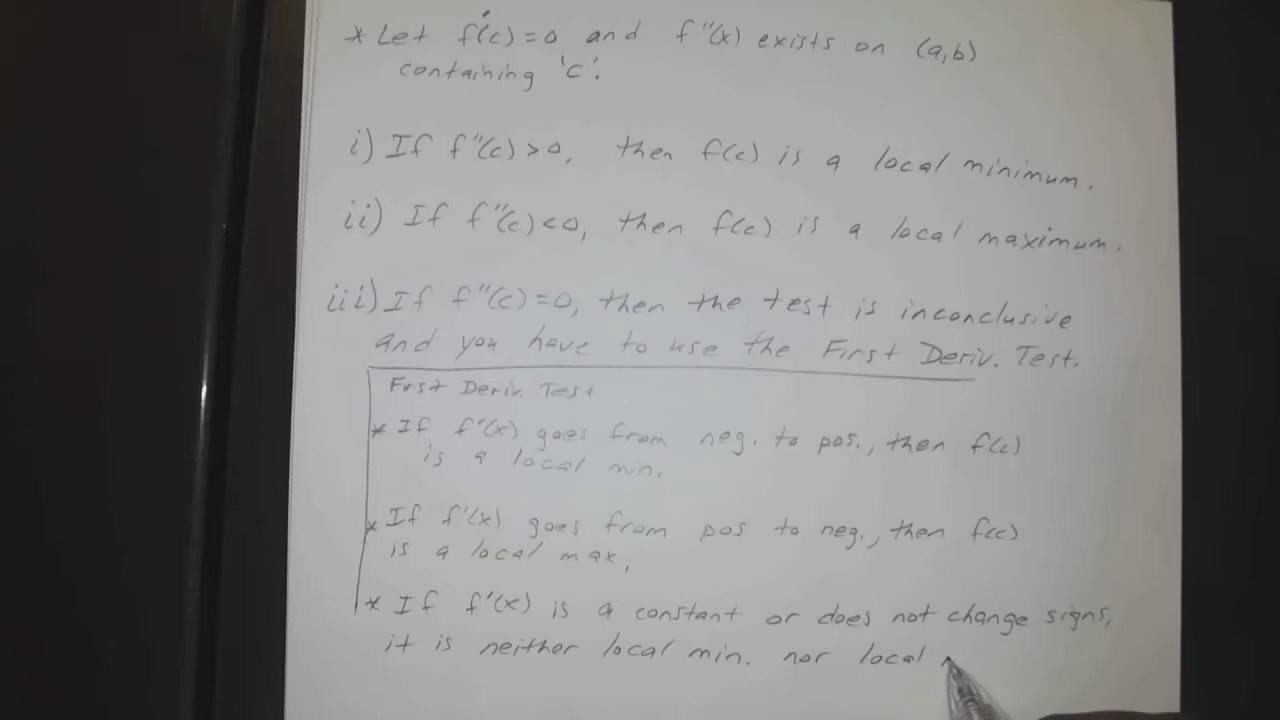 * Let f'(c)=0 and f"(x) exists on (a,b)
containing 'c'.
i) If f"(c)>0, then f(c) is a local minimum.
ii) If f"(c)<0, then f(c) is a local maximum.
iii) If f"(c)=0, then the test is inconclusive
and you have to use the First Deriv. Test.
First Deriv. Test
* If f'(x) goes from neg. to pos., then f(c)
is a local min.
* If f'(x) goes from pos to neg., then f(c)
is a local max.
* If f'(x) is a constant or does not change signs,
it is neither local min. nor local